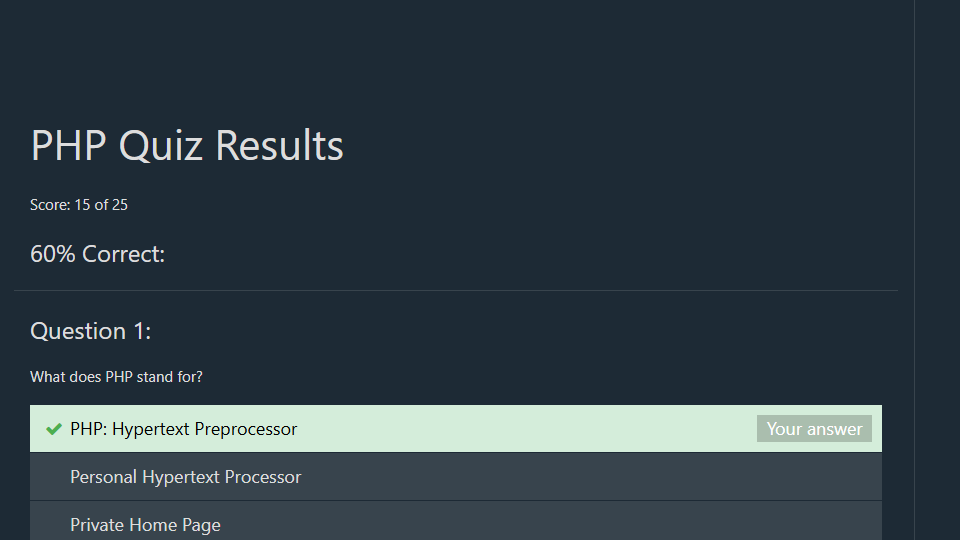 PHP Quiz Results
Score: 15 of 25
60% Correct:
Question 1:
What does PHP stand for?
PHP: Hypertext Preprocessor Your answer
Personal Hypertext Processor
Private Home Page